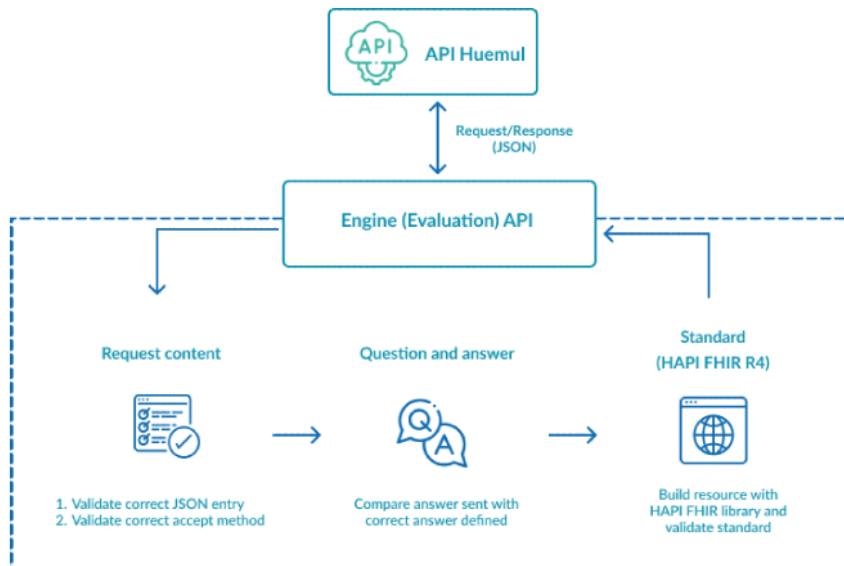 API
API Huemul
Request/Response
(JSON)
Engine (Evaluation) API
Request content
Question and answer
Standard
(HAPI FHIR R4)
Q
A
1. Validate correct JSON entry
2. Validate correct accept method
Compare answer sent with
correct answer defined
Build resource with
HAPI FHIR library and
validate standard